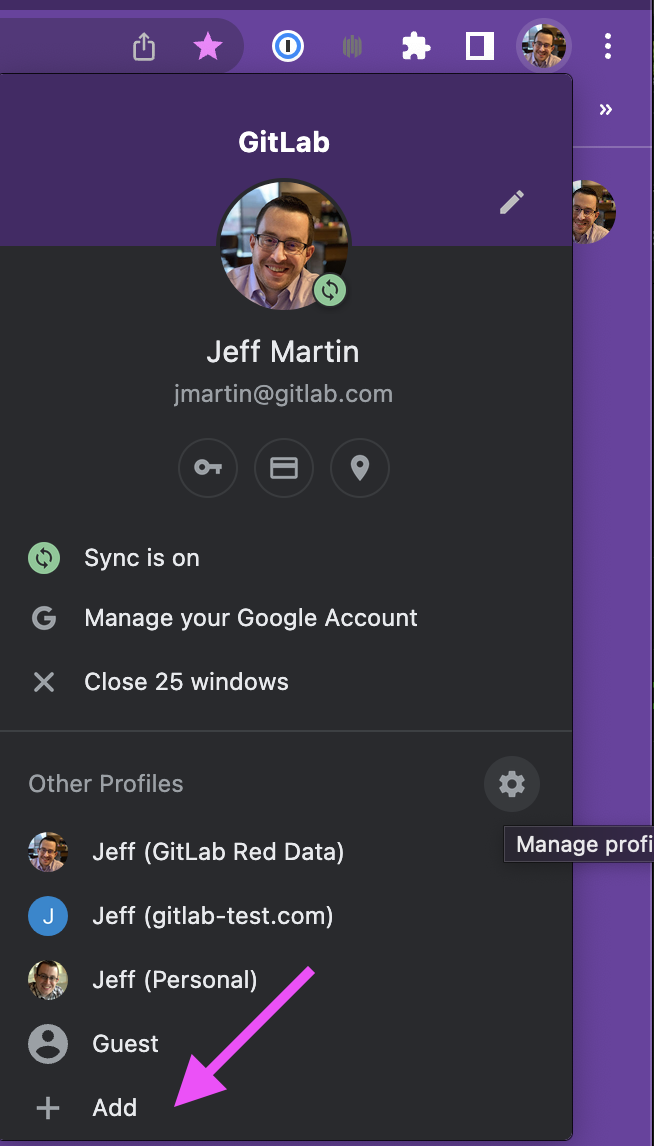 »
GitLab
Jeff Martin
jmartin@gitlab.com
Sync is on
G
Manage your Google Account
Close 25 windows
Other Profiles
Manage profi
Jeff (GitLab Red Data)
J
Jeff (gitlab-test.com)
Jeff (Personal)
Guest
Add